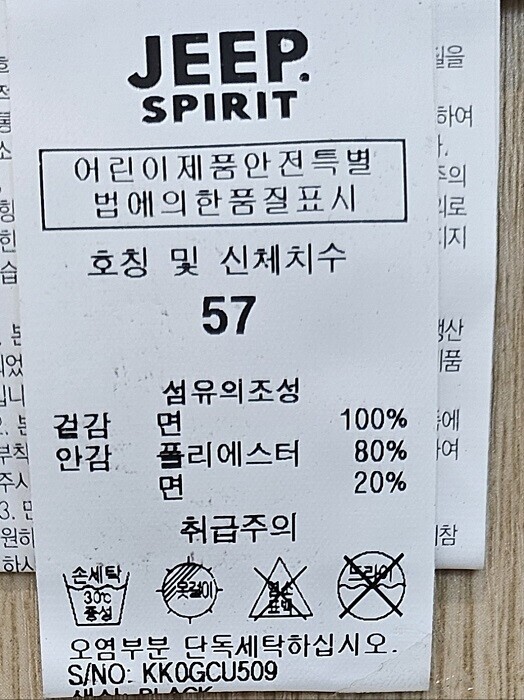 JEEP.
SPIRIT
어린이제품안전특별
법에의한품질표시
호칭 및 신체치수
57
섬유의조성
겉감 면 100%
안감 폴리에스터 80%
면 20%
취급주의
손세탁
30℃
중성
옷걸이
염소
표백
드라이
오염부분 단독세탁하십시오.
S/NO: KK0GCU509
색상: BLACK